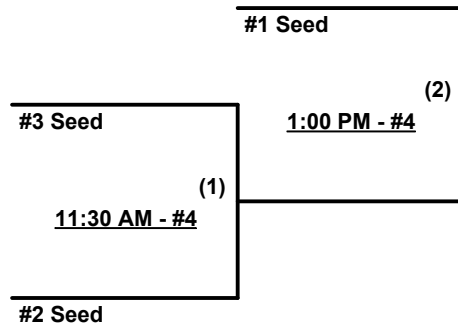 #1 Seed
(2)
#3 Seed
1:00 PM - #4
(1)
11:30 AM - #4
#2 Seed